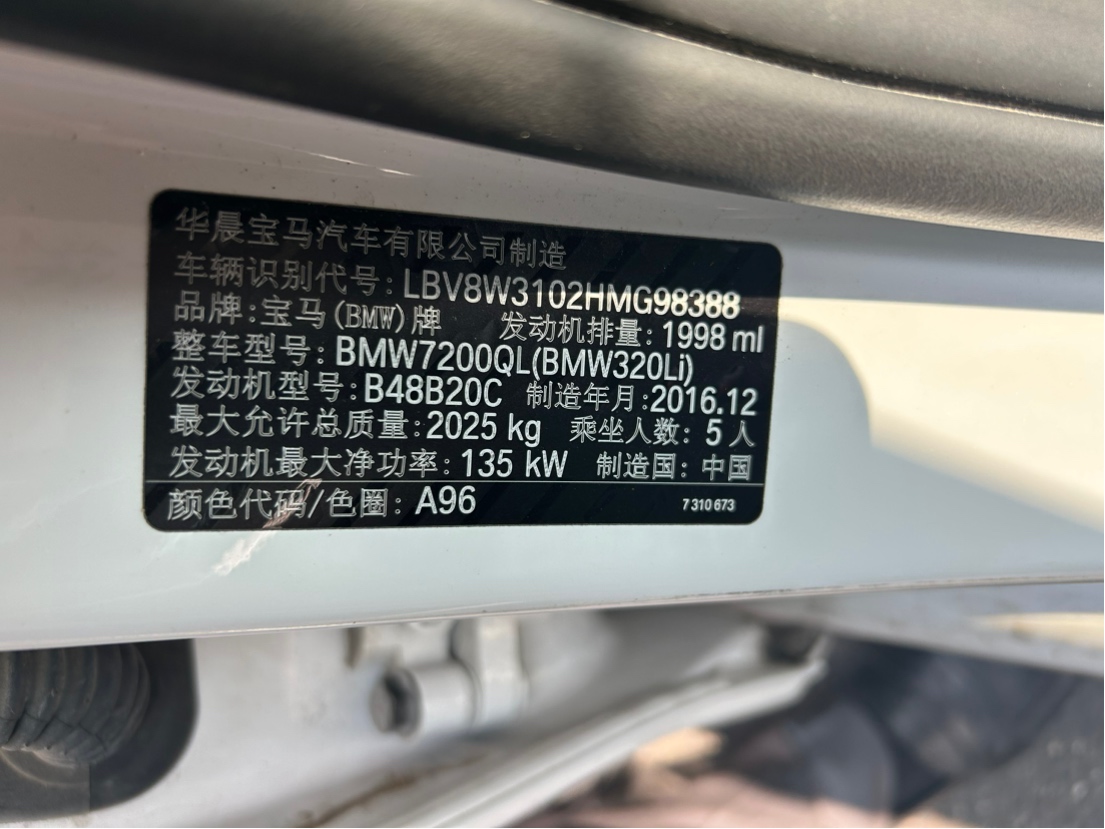 华晨宝马汽车有限公司制造
车辆识别代号: LBV8W3102HMG98388
品牌: 宝马(BMW)牌 发动机排量: 1998 ml
整车型号: BMW7200QL(BMW320Li)
发动机型号: B48B20C 制造年月: 2016.12
最大允许总质量: 2025 kg 乘坐人数: 5 人
发动机最大净功率: 135 kW 制造国: 中国
颜色代码/色圈: A96 7 310 673